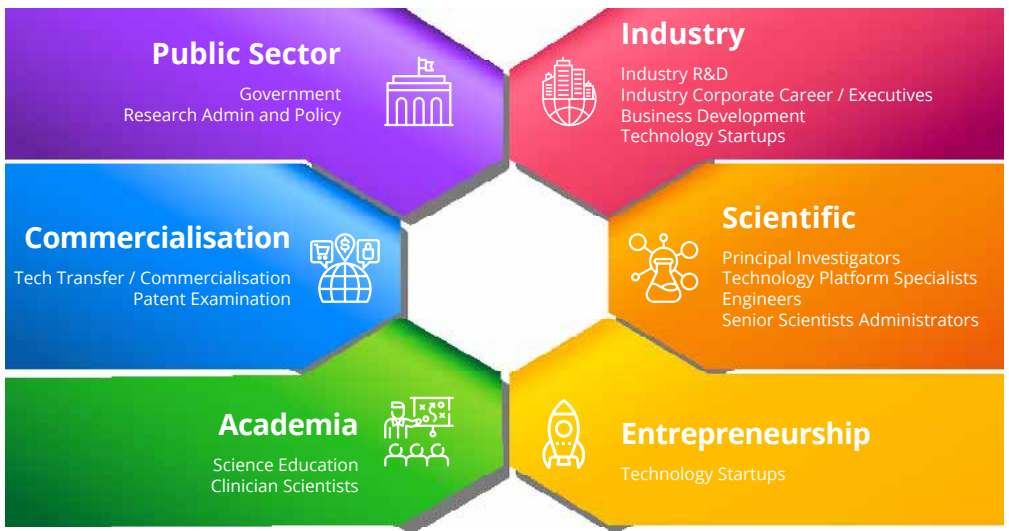 Public Sector
Government
Research Admin and Policy
Industry
Industry R&D
Industry Corporate Career / Executives
Business Development
Technology Startups
Commercialisation
Tech Transfer / Commercialisation
Patent Examination
Scientific
Principal Investigators
Technology Platform Specialists
Engineers
Senior Scientists Administrators
Academia
Science Education
Clinician Scientists
Entrepreneurship
Technology Startups